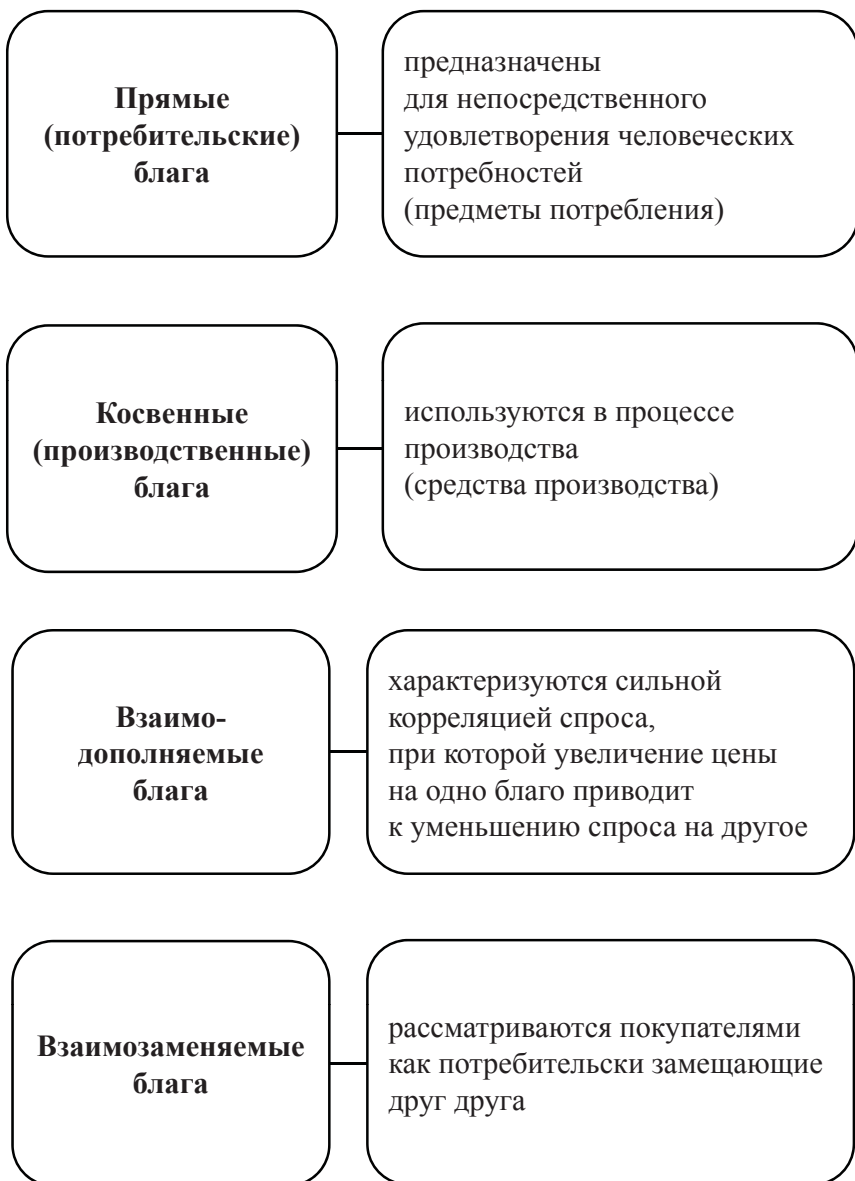 Прямые
(потребительские)
блага
предназначены
для непосредственного
удовлетворения человеческих
потребностей
(предметы потребления)
Косвенные
(производственные)
блага
используются в процессе
производства
(средства производства)
Взаимо-
дополняемые
блага
характеризуются сильной
корреляцией спроса,
при которой увеличение цены
на одно благо приводит
к уменьшению спроса на другое
Взаимозаменяемые
блага
рассматриваются покупателями
как потребительски замещающие
друг друга